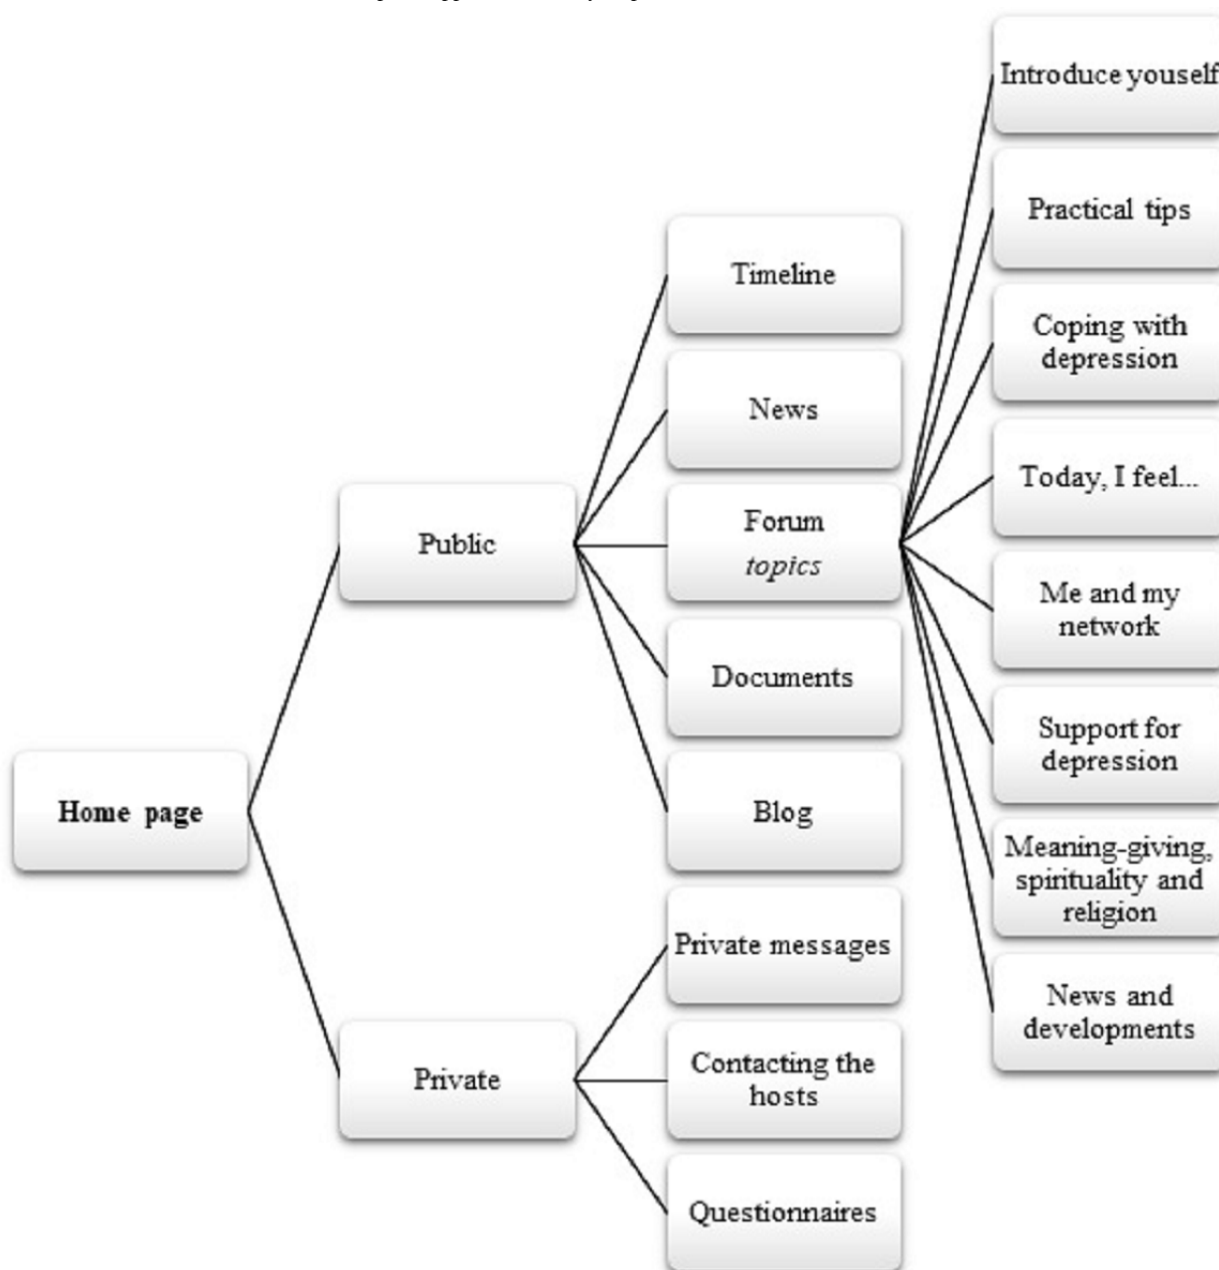 Introduce youself
Practical tips
Coping with
depression
Today, I feel...
Me and my
network
Support for
depression
Meaning-giving,
spirituality and
religion
News and
developments
Timeline
News
Forum
topics
Documents
Blog
Private messages
Contacting the
hosts
Questionnaires
Public
Private
Home page